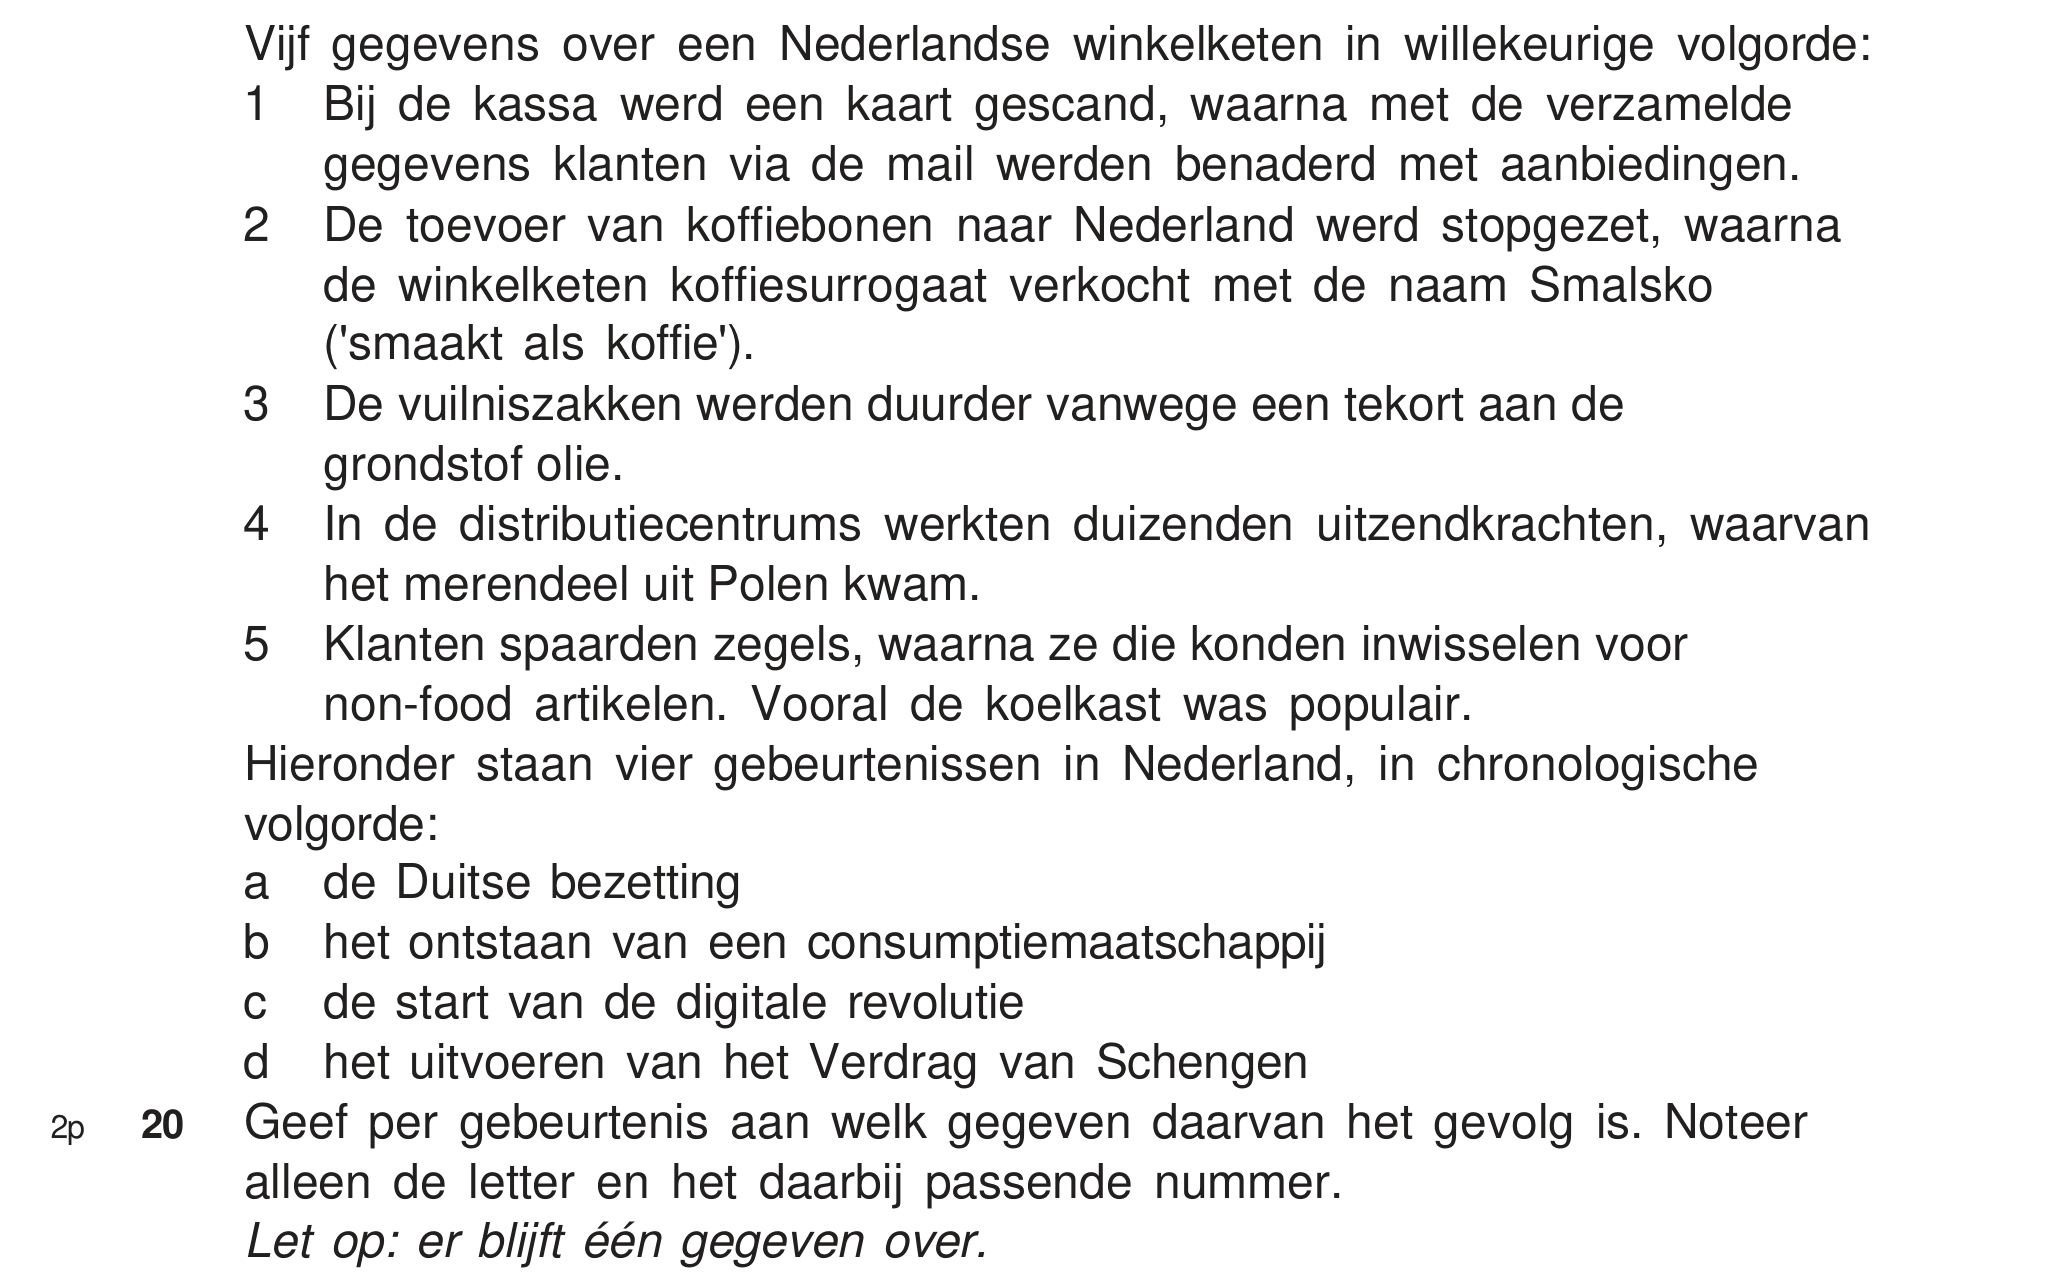 Vijf gegevens over een Nederlandse winkelketen in willekeurige volgorde:
1 Bij de kassa werd een kaart gescand, waarna met de verzamelde
gegevens klanten via de mail werden benaderd met aanbiedingen.
2 De toevoer van koffiebonen naar Nederland werd stopgezet, waarna
de winkelketen koffiesurrogaat verkocht met de naam Smalsko
('smaakt als koffie').
3 De vuilniszakken werden duurder vanwege een tekort aan de
grondstof olie.
4 In de distributiecentrums werkten duizenden uitzendkrachten, waarvan
het merendeel uit Polen kwam.
5 Klanten spaarden zegels, waarna ze die konden inwisselen voor
non-food artikelen. Vooral de koelkast was populair.
Hieronder staan vier gebeurtenissen in Nederland, in chronologische
volgorde:
a de Duitse bezetting
b het ontstaan van een consumptiemaatschappij
c de start van de digitale revolutie
d het uitvoeren van het Verdrag van Schengen
2p 20 Geef per gebeurtenis aan welk gegeven daarvan het gevolg is. Noteer
alleen de letter en het daarbij passende nummer.
Let op: er blijft één gegeven over.